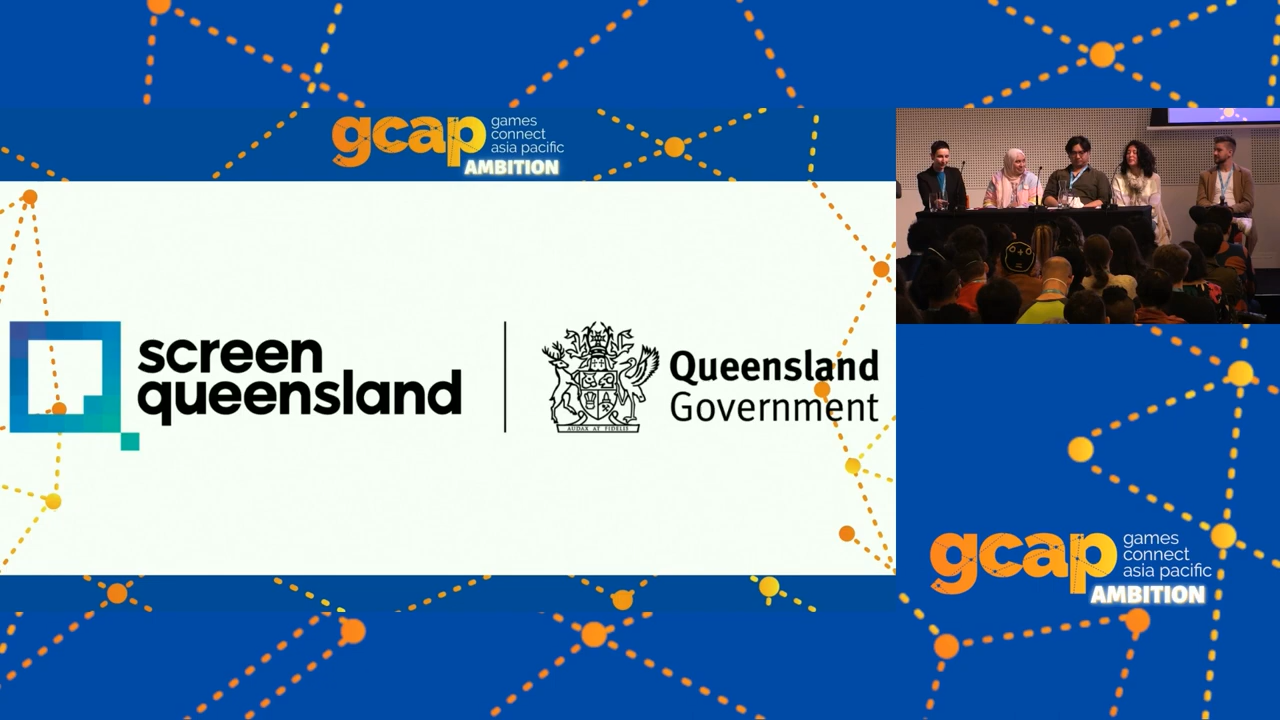 gcap
games
connect
asia pacific
AMBITION
screen
queensland
Queensland
Government
AUDAX AT FIDELIS
gcap
games
connect
asia pacific
AMBITION